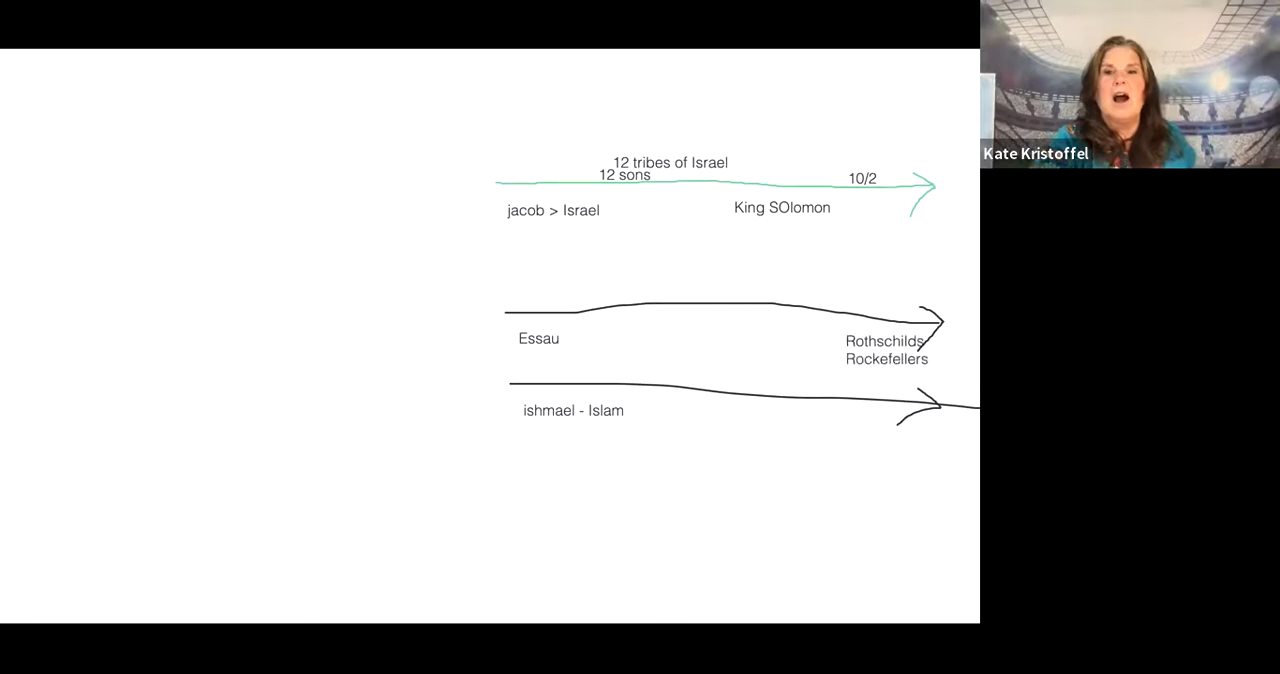 12 tribes of Israel
12 sons
10/2
jacob > Israel
King SOlomon
Essau
Rothschilds
Rockefellers
ishmael - Islam
Kate Kristoffel